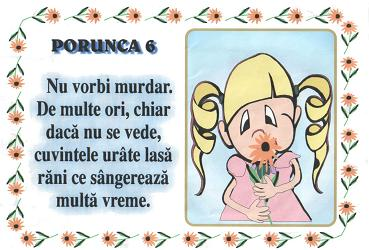 PORUNCA 6
Nu vorbi murdar.
De multe ori, chiar
dacă nu se vede,
cuvintele urâte lasă
răni ce sângerează
multă vreme.